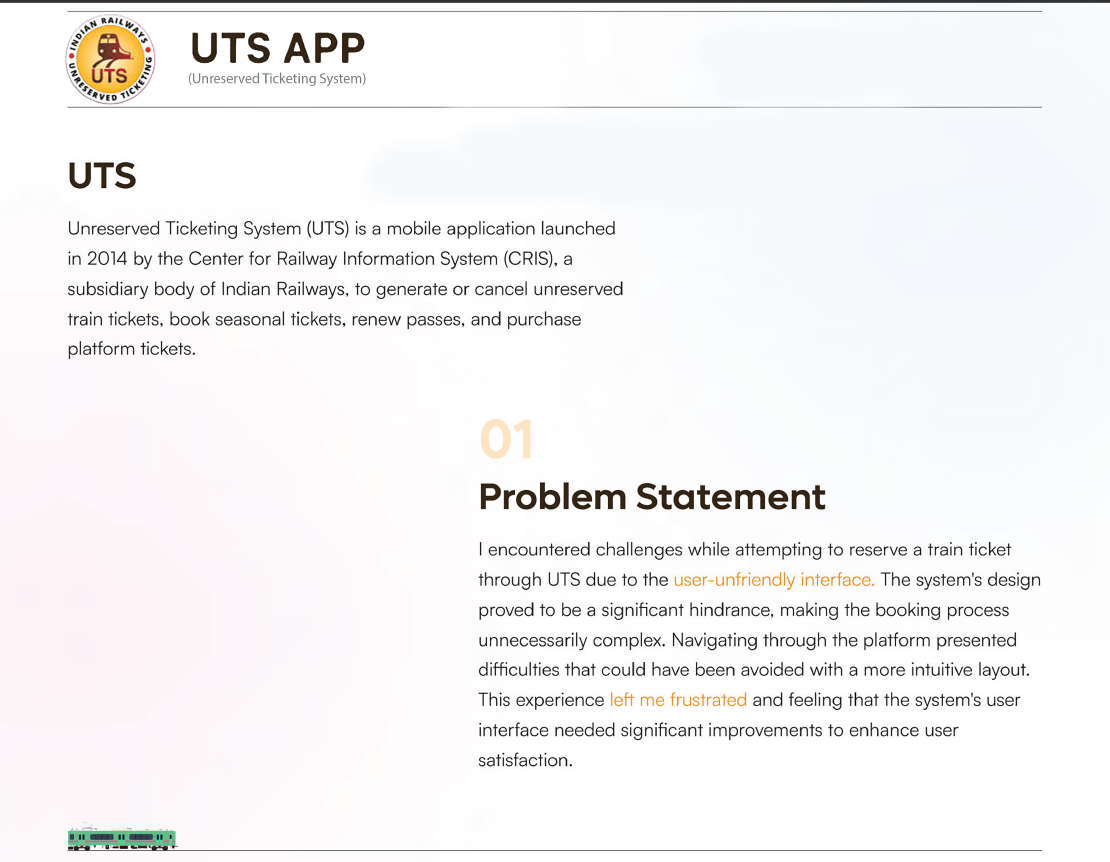 INDIAN RAILWAYS
UTS
UNRESERVED TICKETING
UTS APP
(Unreserved Ticketing System)
UTS
Unreserved Ticketing System (UTS) is a mobile application launched
in 2014 by the Center for Railway Information System (CRIS), a
subsidiary body of Indian Railways, to generate or cancel unreserved
train tickets, book seasonal tickets, renew passes, and purchase
platform tickets.
01
Problem Statement
I encountered challenges while attempting to reserve a train ticket
through UTS due to the user-unfriendly interface. The system's design
proved to be a significant hindrance, making the booking process
unnecessarily complex. Navigating through the platform presented
difficulties that could have been avoided with a more intuitive layout.
This experience left me frustrated and feeling that the system's user
interface needed significant improvements to enhance user
satisfaction.